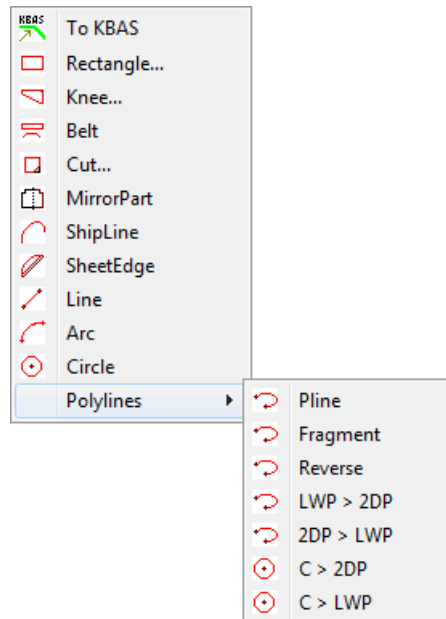 KBAS To KBAS
Rectangle...
Knee...
Belt
Cut...
MirrorPart
ShipLine
SheetEdge
Line
Arc
Circle
Polylines
Pline
Fragment
Reverse
LWP > 2DP
2DP > LWP
C > 2DP
C > LWP